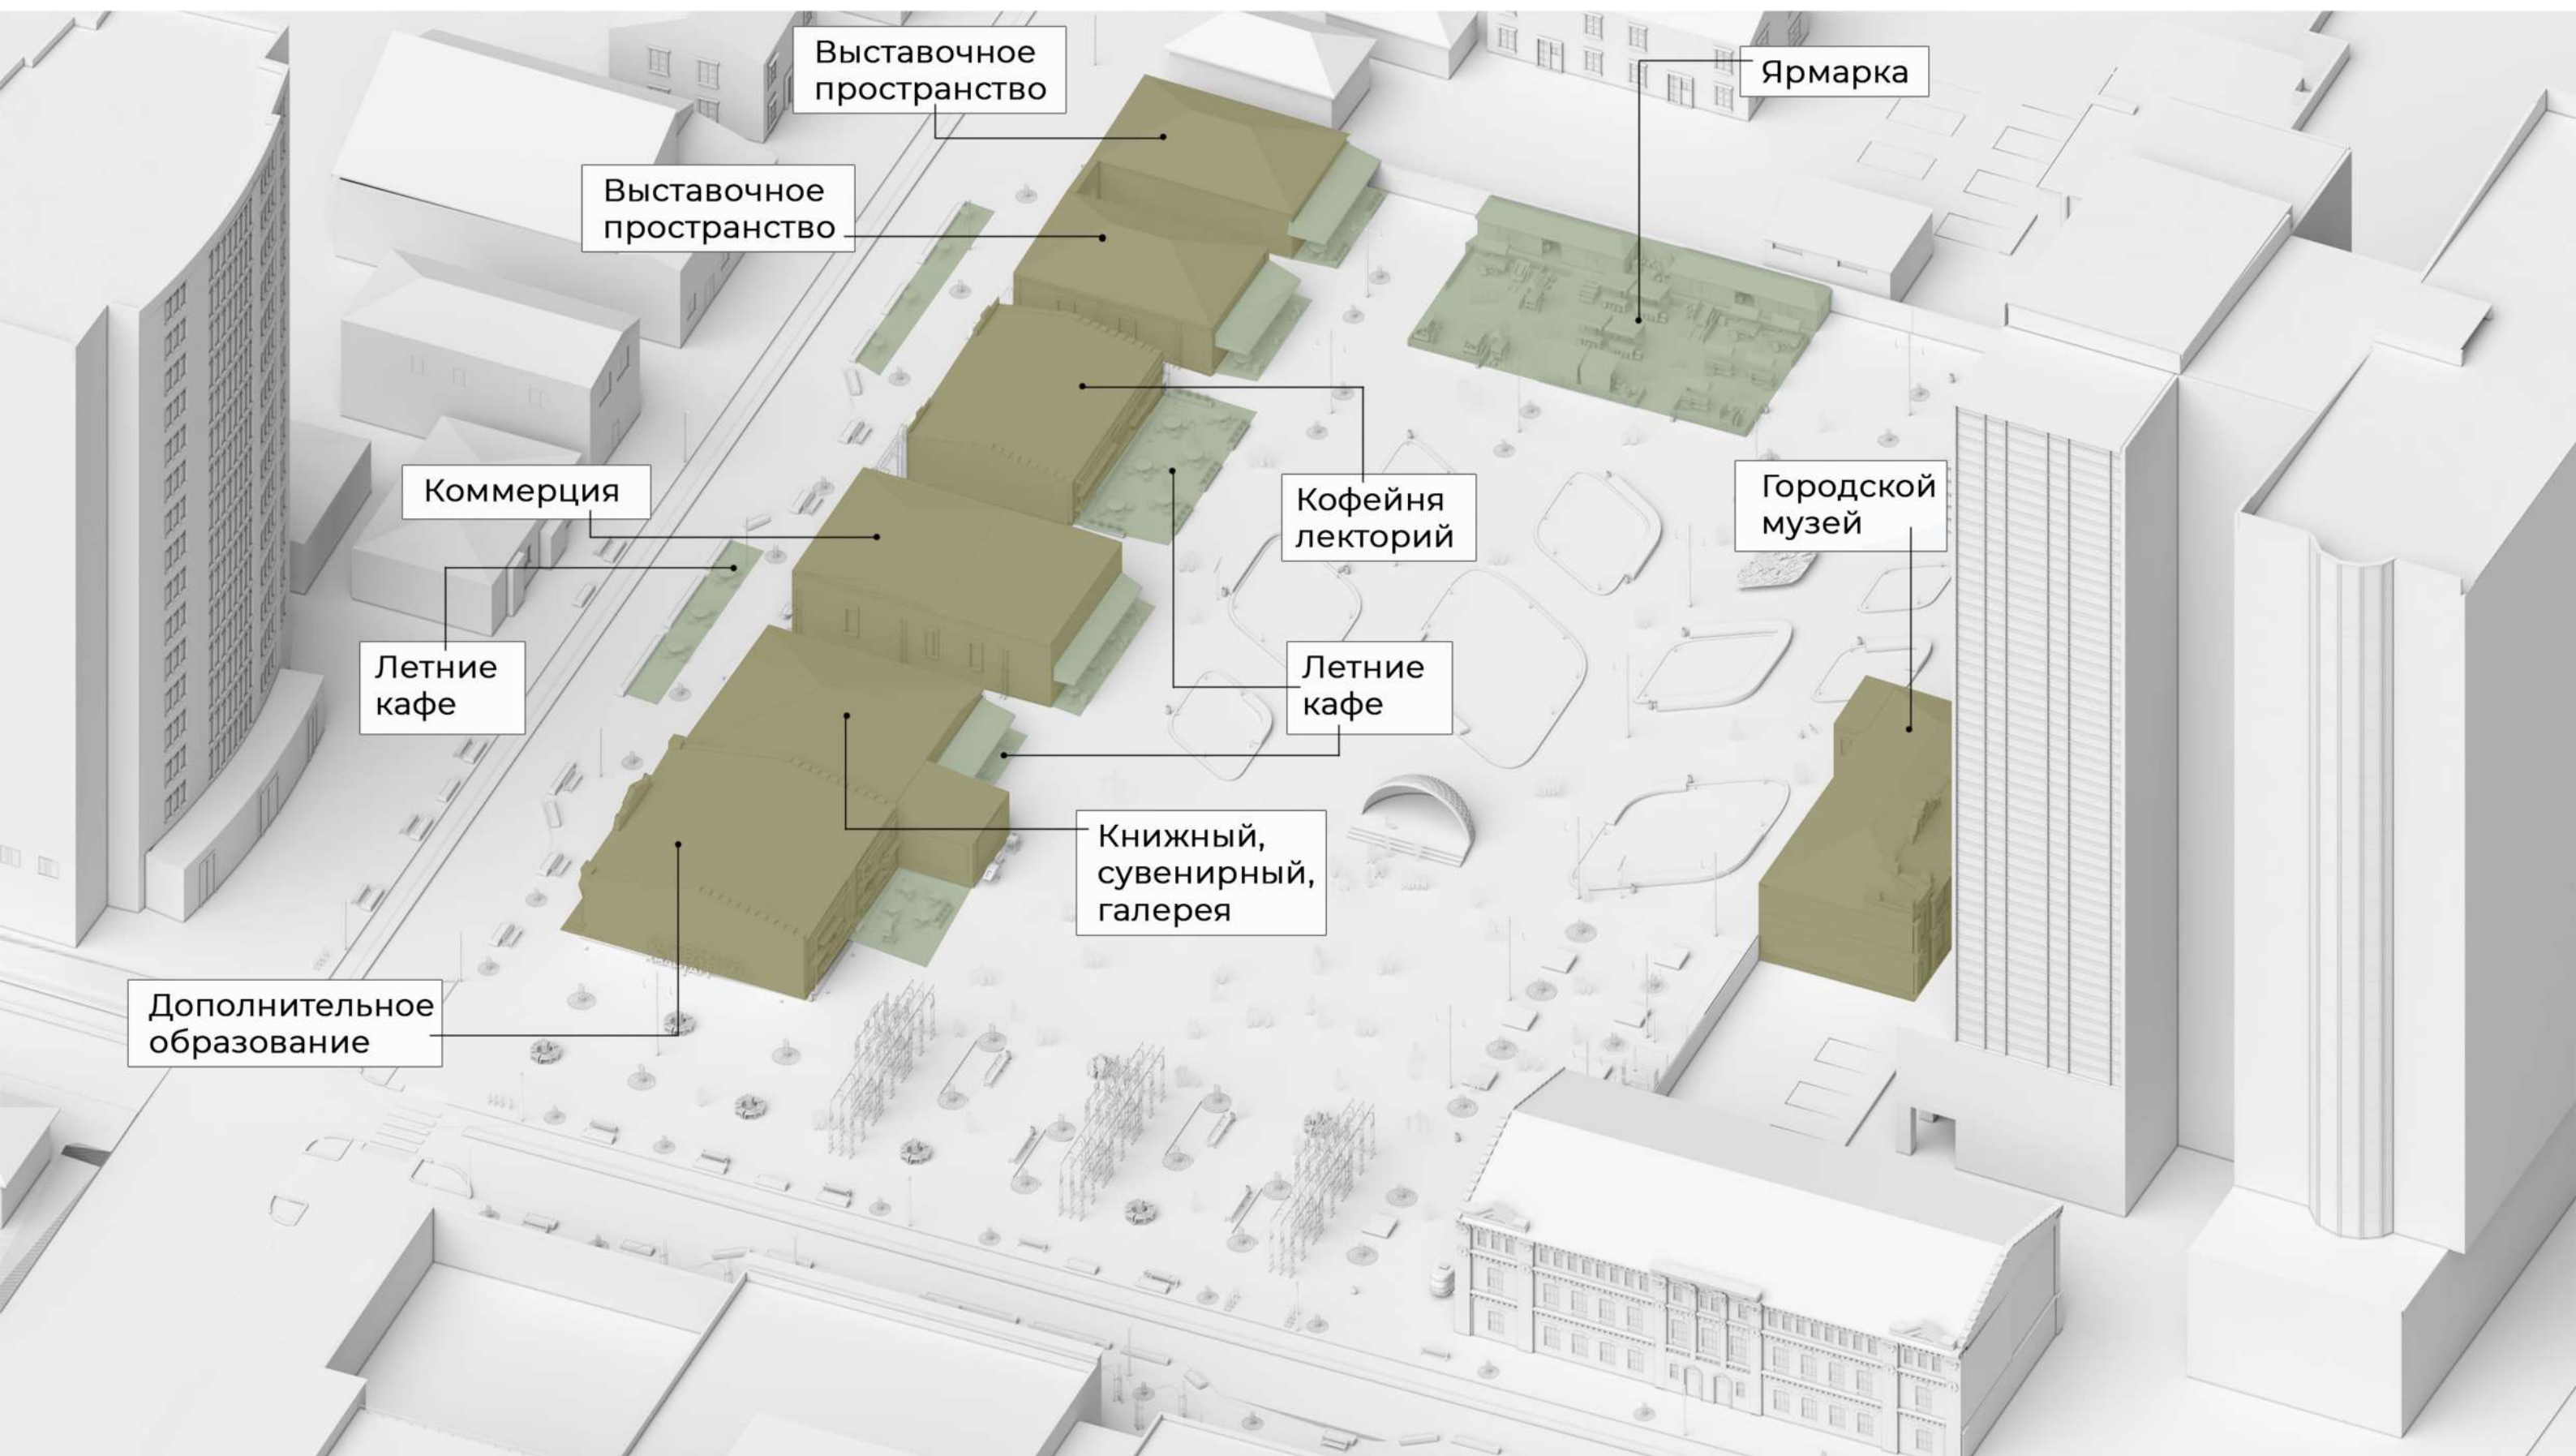 Выставочное
пространство
Ярмарка
Выставочное
пространство
Коммерция
Кофейня
лекторий
Городской
музей
Летние
кафе
Летние
кафе
Книжный,
сувенирный,
галерея
Дополнительное
образование